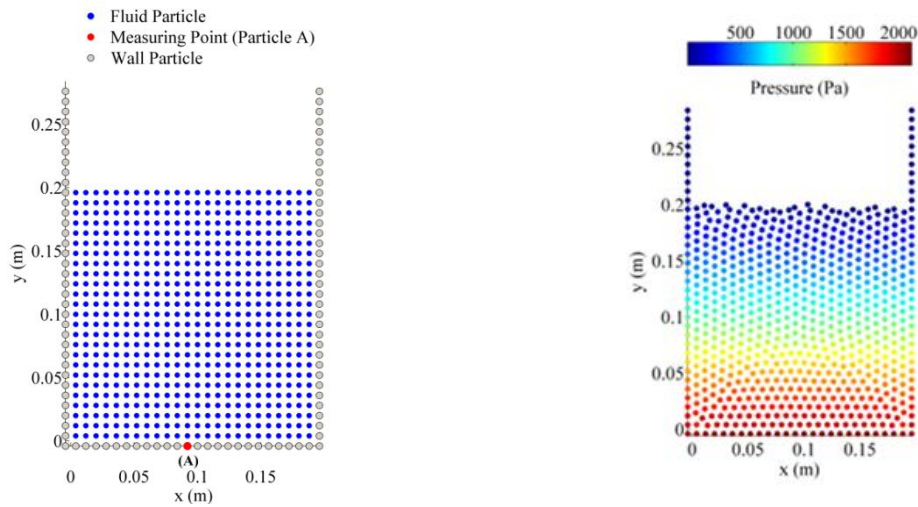 Fluid Particle
Measuring Point (Particle A)
Wall Particle
0.25
0.2
0.15
0.1
0.05
0
y (m)
(A)
0 0.05 0.1 0.15
x (m)
500 1000 1500 2000
Pressure (Pa)
0.25
0.2
0.15
0.1
0.05
0
y (m)
0 0.05 0.1 0.15
x (m)